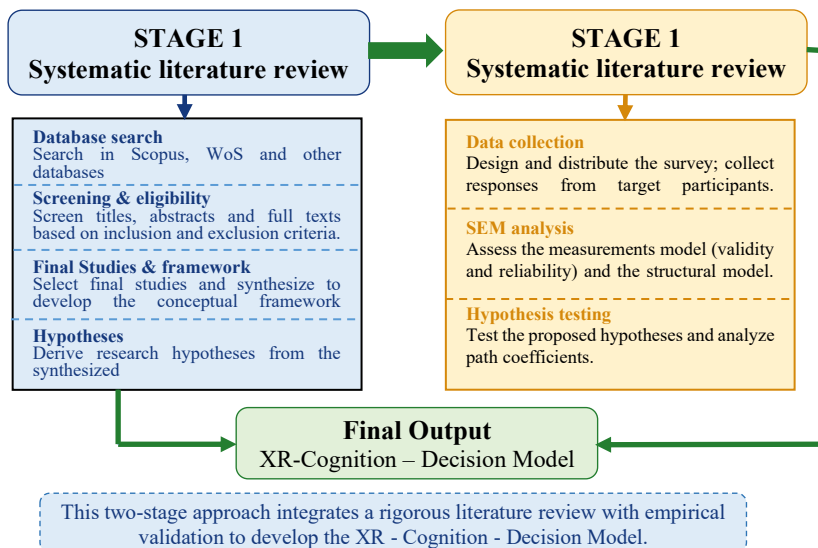 STAGE 1
Systematic literature review
Database search
Search in Scopus, WoS and other
databases
Screening & eligibility
Screen titles, abstracts and full texts
based on inclusion and exclusion criteria.
Final Studies & framework
Select final studies and synthesize to
develop the conceptual framework
Hypotheses
Derive research hypotheses from the
synthesized
STAGE 1
Systematic literature review
Data collection
Design and distribute the survey; collect
responses from target participants.
SEM analysis
Assess the measurements model (validity
and reliability) and the structural model.
Hypothesis testing
Test the proposed hypotheses and analyze
path coefficients.
Final Output
XR-Cognition – Decision Model
This two-stage approach integrates a rigorous literature review with empirical
validation to develop the XR - Cognition - Decision Model.